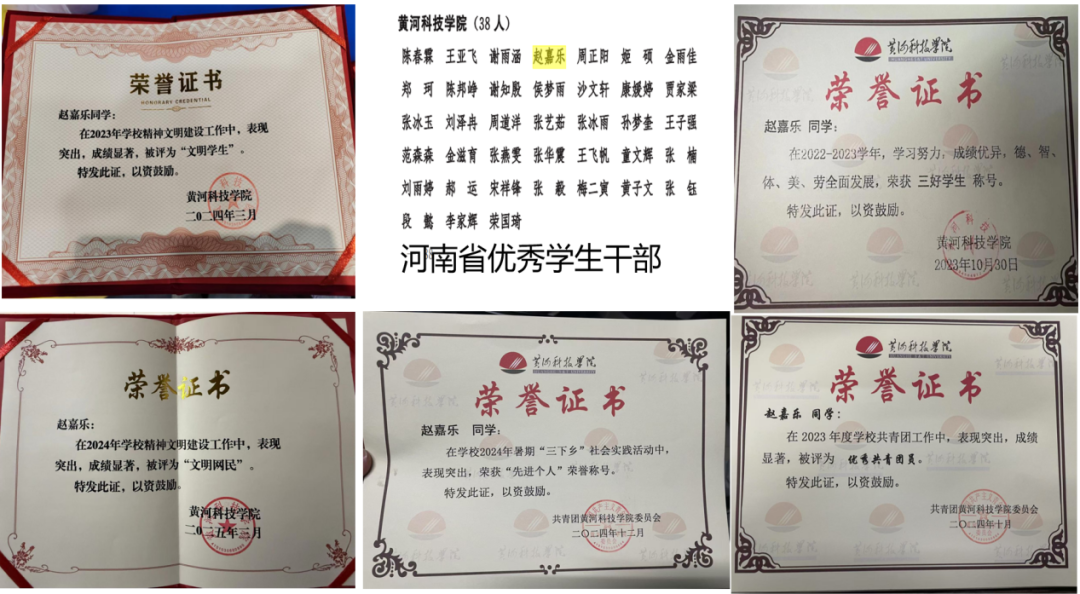 荣誉证书
HONORARY CREDENTIAL
赵嘉乐同学:
在2023年学校精神文明建设工作中,表现
突出,成绩显著,被评为“文明学生”。
特发此证,以资鼓励。
黄河科技学院
二〇二四年三月
黄河科技学院(38人)
陈春霖 王亚飞 谢雨涵 赵嘉乐 周正阳 姬 硕 金雨佳
郑 珂 陈邦峥 谢知殷 侯梦雨 沙文轩 康媛婷 贾家梁
张冰玉 刘泽冉 周道洋 张艺茹 张冰雨 孙梦奎 王子强
范森森 金滋育 张燕雯 张华震 王飞帆 童文辉 张 楠
刘雨婷 郝 运 宋祥锋 张 毅 梅二寅 黄子文 张 钰
段 懿 李家辉 荣国琦
河南省优秀学生干部
黄河科技学院
荣誉证书
赵嘉乐 同学:
在2022-2023学年,学习努力,成绩优异,德、智、
体、美、劳全面发展,荣获 三好学生 称号。
特发此证,以资鼓励。
黄河科技学院
2023年10月30日
荣誉证书
赵嘉乐:
在2024年学校精神文明建设工作中,表现
突出,成绩显著,被评为“文明网民”。
特发此证,以资鼓励。
黄河科技学院
二〇二五年三月
黄河科技学院
荣誉证书
赵嘉乐 同学:
在学校2024年暑期“三下乡”社会实践活动中,
表现突出,荣获“先进个人”荣誉称号。
特发此证,以资鼓励。
共青团黄河科技学院委员会
二〇二四年十二月
黄河科技学院
荣誉证书
赵嘉乐 同学:
在 2023 年度学校共青团工作中,表现突出,成绩
显著,被评为 优秀共青团员。
特发此证,以资鼓励。
共青团黄河科技学院委员会
二〇二四年十月